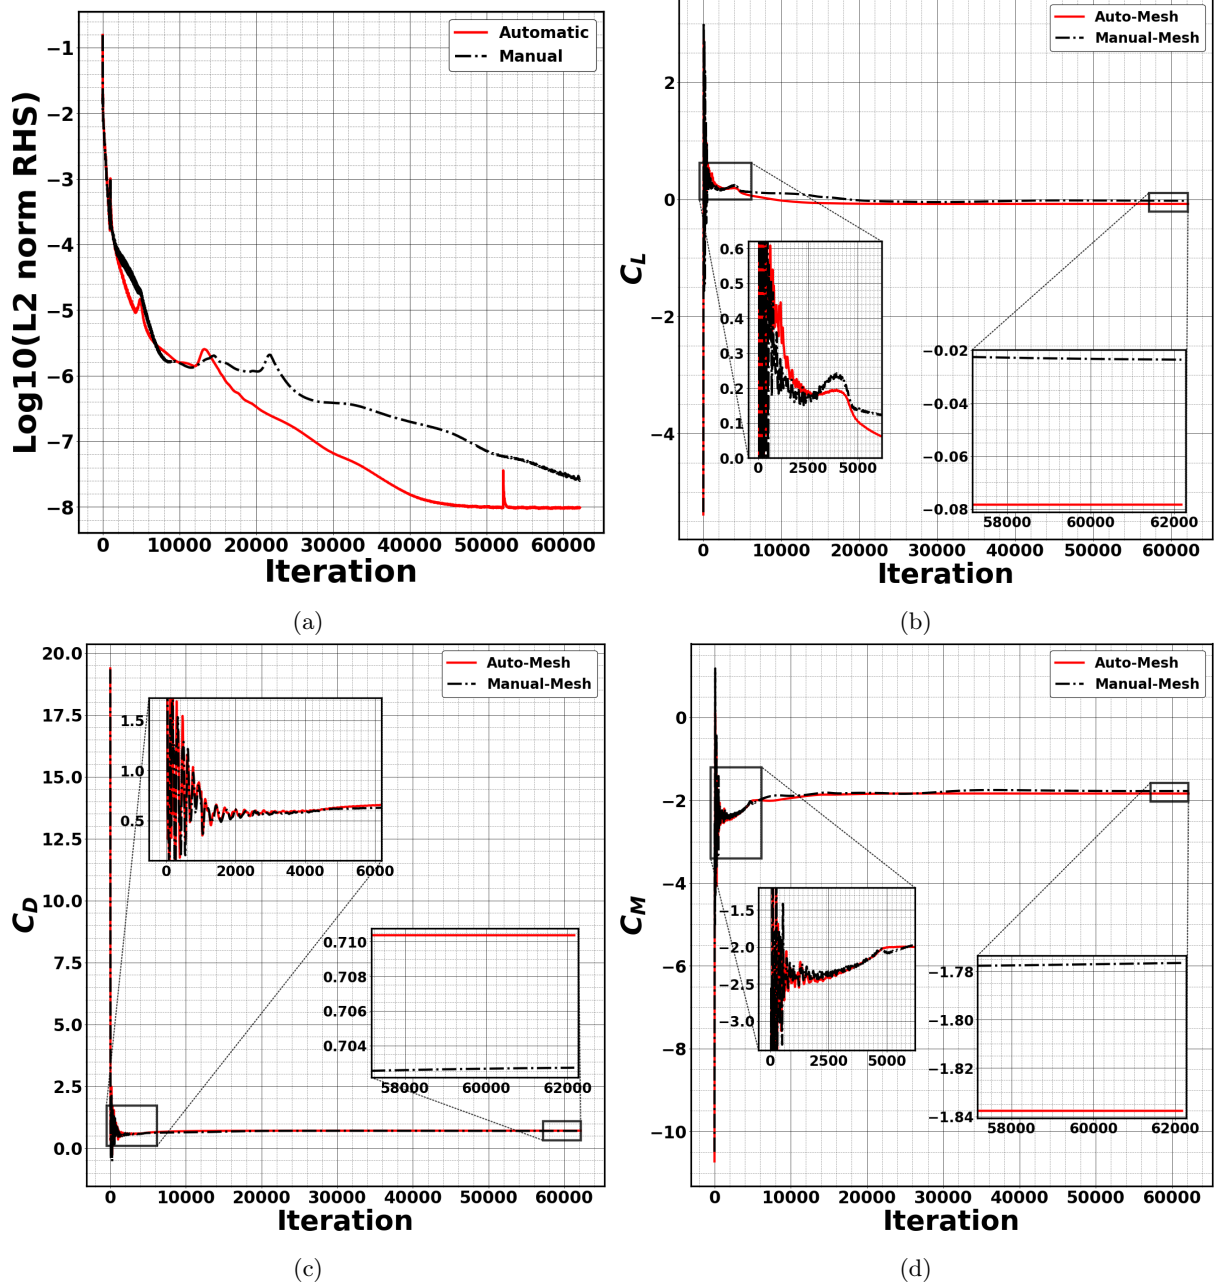 Automatic
Manual
−1
−2
−3
−4
−5
−6
−7
−8
Log10(L2 norm RHS)
0 10000 20000 30000 40000 50000 60000
Iteration
(a)
Auto-Mesh
Manual-Mesh
2
0
−2
−4
C_L
0.6
0.5
0.4
0.3
0.2
0.1
0.0
0 2500 5000
−0.02
−0.04
−0.06
−0.08
58000 60000 62000
0 10000 20000 30000 40000 50000 60000
Iteration
(b)
Auto-Mesh
Manual-Mesh
20.0
17.5
15.0
12.5
10.0
7.5
5.0
2.5
0.0
C_D
1.5
1.0
0.5
0 2000 4000 6000
0.710
0.708
0.706
0.704
58000 60000 62000
0 10000 20000 30000 40000 50000 60000
Iteration
(c)
Auto-Mesh
Manual-Mesh
0
−2
−4
−6
−8
−10
C_M
−1.5
−2.0
−2.5
−3.0
0 2500 5000
−1.78
−1.80
−1.82
−1.84
58000 60000 62000
0 10000 20000 30000 40000 50000 60000
Iteration
(d)